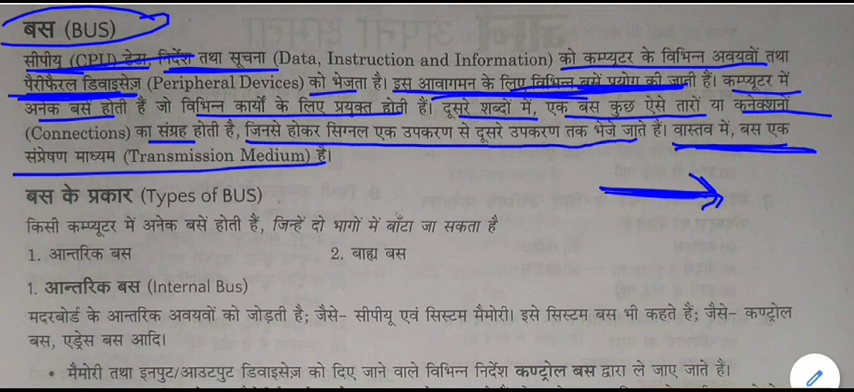 बस (BUS)
सीपीयू (CPU) डेटा, निर्देश तथा सूचना (Data, Instruction and Information) को कम्प्यूटर के विभिन्न अवयवों तथा
पैरीफैरल डिवाइसेज़ (Peripheral Devices) को भेजता है। इस आवागमन के लिए विभिन्न बसें प्रयोग की जाती हैं। कम्प्यूटर में
अनेक बसें होती हैं जो विभिन्न कार्यों के लिए प्रयुक्त होती हैं। दूसरे शब्दों में, एक बस कुछ ऐसे तारों या कनेक्शनों
(Connections) का संग्रह होती है, जिनसे होकर सिग्नल एक उपकरण से दूसरे उपकरण तक भेजे जाते हैं। वास्तव में, बस एक
संप्रेषण माध्यम (Transmission Medium) है।
बस के प्रकार (Types of BUS)
किसी कम्प्यूटर में अनेक बसें होती हैं, जिन्हें दो भागों में बाँटा जा सकता है
1. आन्तरिक बस 2. बाह्य बस
1. आन्तरिक बस (Internal Bus)
मदरबोर्ड के आन्तरिक अवयवों को जोड़ती है; जैसे– सीपीयू एवं सिस्टम मैमोरी। इसे सिस्टम बस भी कहते हैं; जैसे– कण्ट्रोल
बस, एड्रेस बस आदि।
• मैमोरी तथा इनपुट/आउटपुट डिवाइसेज़ को दिए जाने वाले विभिन्न निर्देश कण्ट्रोल बस द्वारा ले जाए जाते हैं।